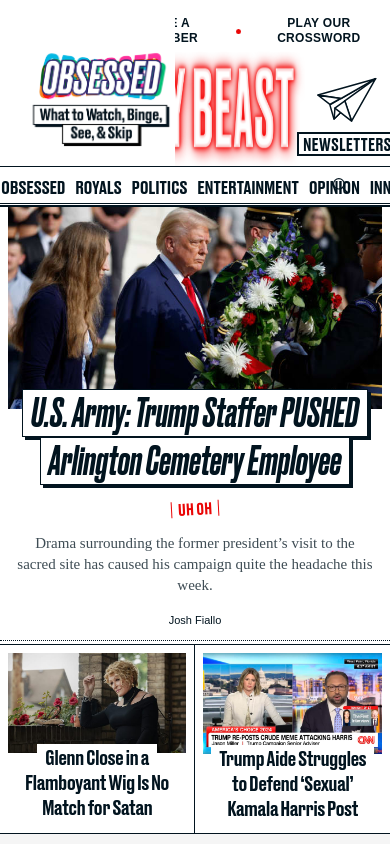 E A
BER
PLAY OUR
CROSSWORD
OBSESSED
What to Watch, Binge,
See, & Skip
Y BEAST
NEWSLETTERS
OBSESSED ROYALS POLITICS ENTERTAINMENT OPINION INN
U.S. Army: Trump Staffer PUSHED
Arlington Cemetery Employee
UH OH
Drama surrounding the former president’s visit to the
sacred site has caused his campaign quite the headache this
week.
Josh Fiallo
Glenn Close in a
Flamboyant Wig Is No
Match for Satan
AMERICA'S CHOICE 2024
TRUMP RE-POSTS CRUDE MEME ATTACKING HARRIS
Jason Miller | Trump Campaign Senior Adviser
CNN
Trump Aide Struggles
to Defend ‘Sexual’
Kamala Harris Post